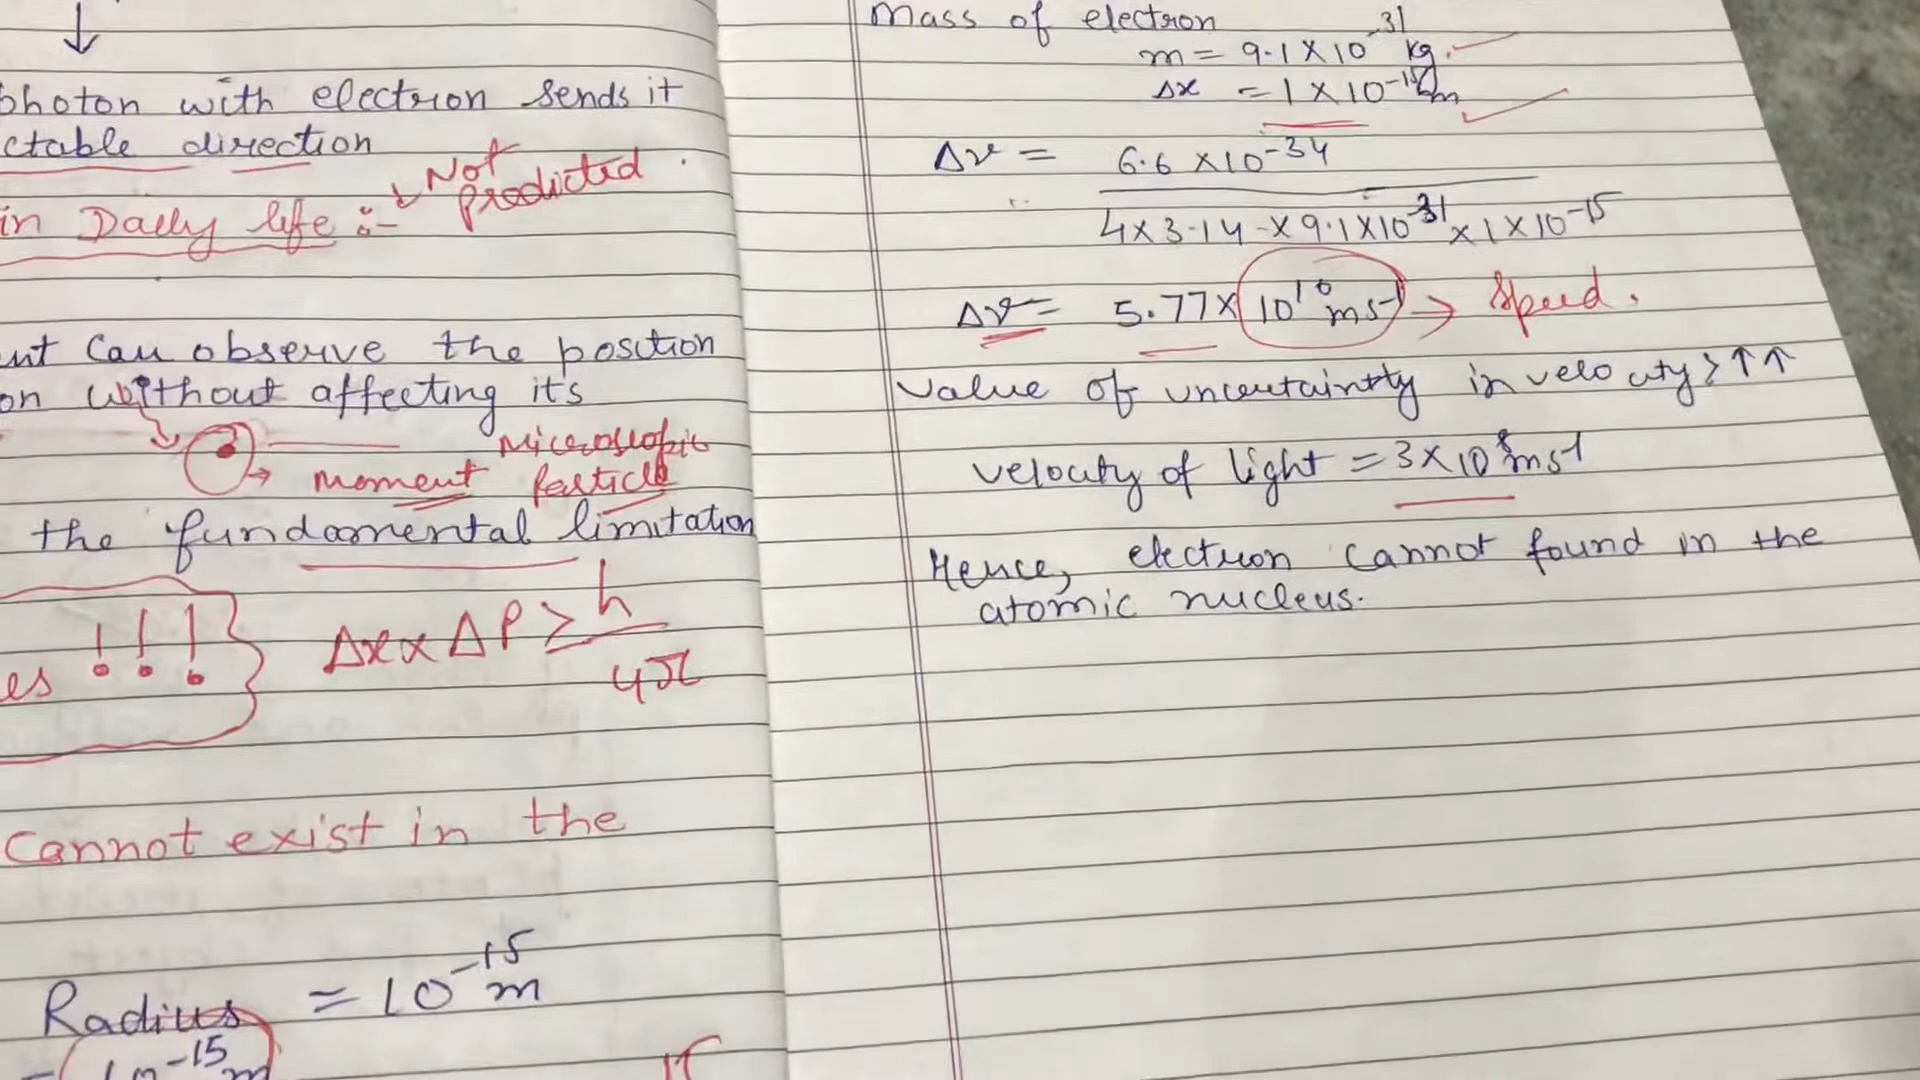 photon with electron sends it
ctable direction
Not
predicted
in Daily life :-
ent Can observe the position
on without affecting it's
Microscopic
moment particle
the fundamental limitation
es !!! Δx x ΔP ≥ h
4π
Cannot exist in the
Radius = 10⁻¹⁵ m
10⁻¹⁵ m
Mass of electron
m = 9.1 X 10⁻³¹ kg.
Δx = 1 X 10⁻¹⁵ m
Δv = 6.6 X10⁻³⁴
4 x 3.14 x 9.1 X 10⁻³¹ x 1 X 10⁻¹⁵
Δv = 5.77 x 10¹⁰ ms⁻¹ → Speed.
value of uncertainty in velocity > ↑↑
velocity of light = 3 X 10⁸ ms⁻¹
Hence, electron cannot found in the
atomic nucleus.